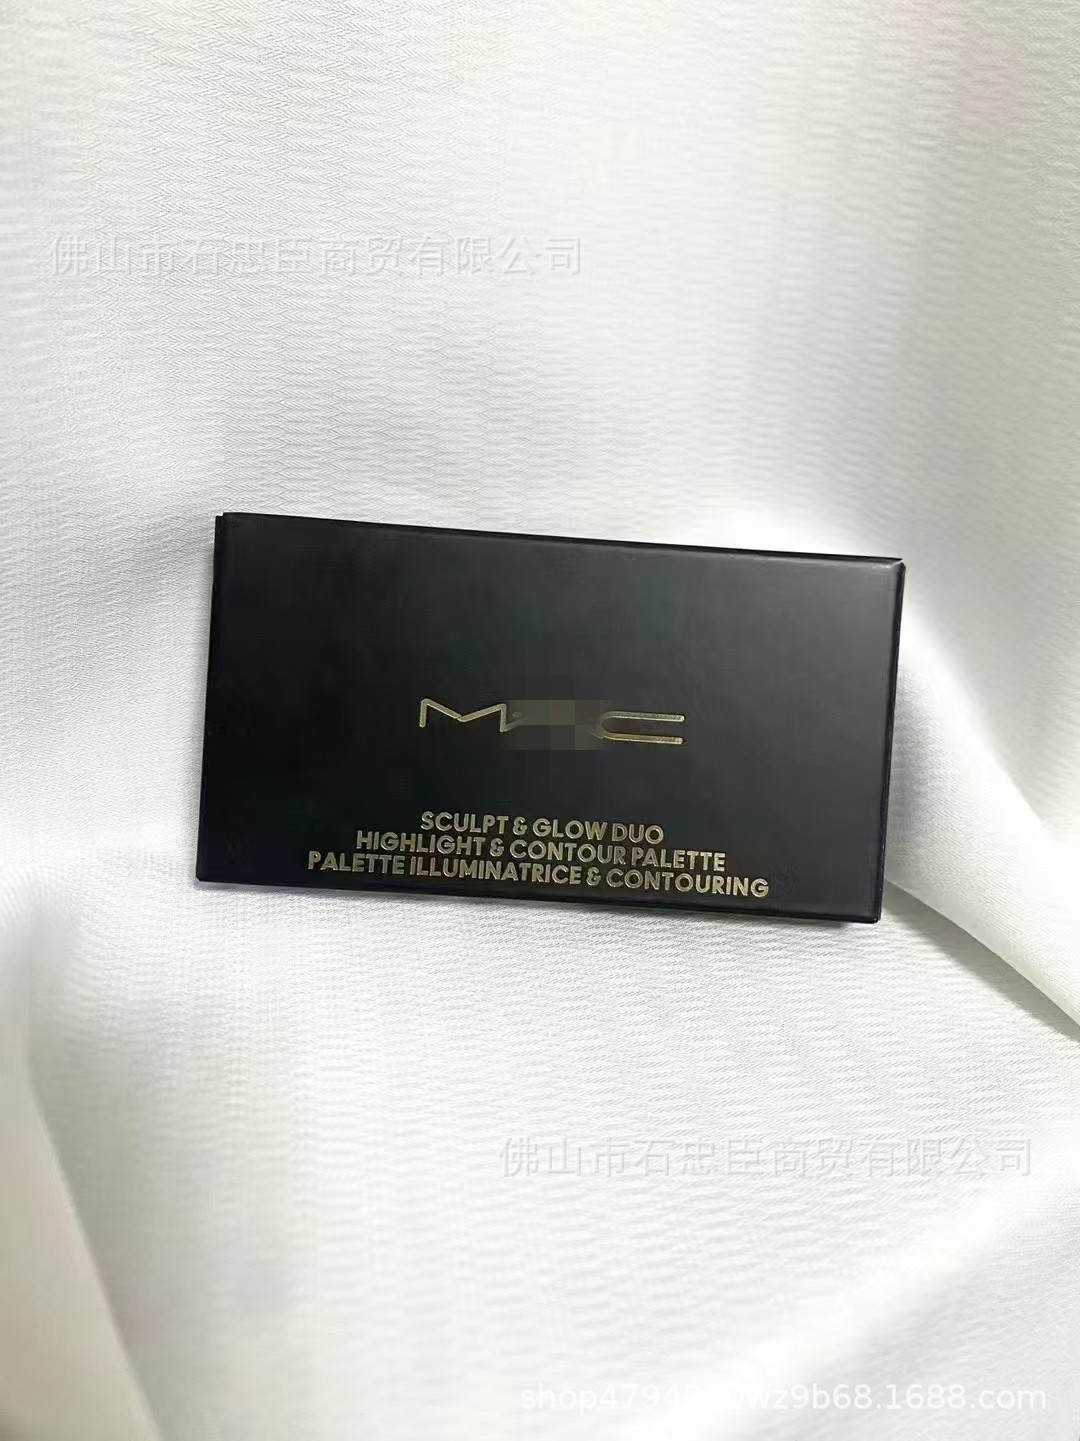 佛山市石忠臣商贸有限公司
SCULPT & GLOW DUO
HIGHLIGHT & CONTOUR PALETTE
PALETTE ILLUMINATRICE & CONTOURING
佛山市石忠臣商贸有限公司